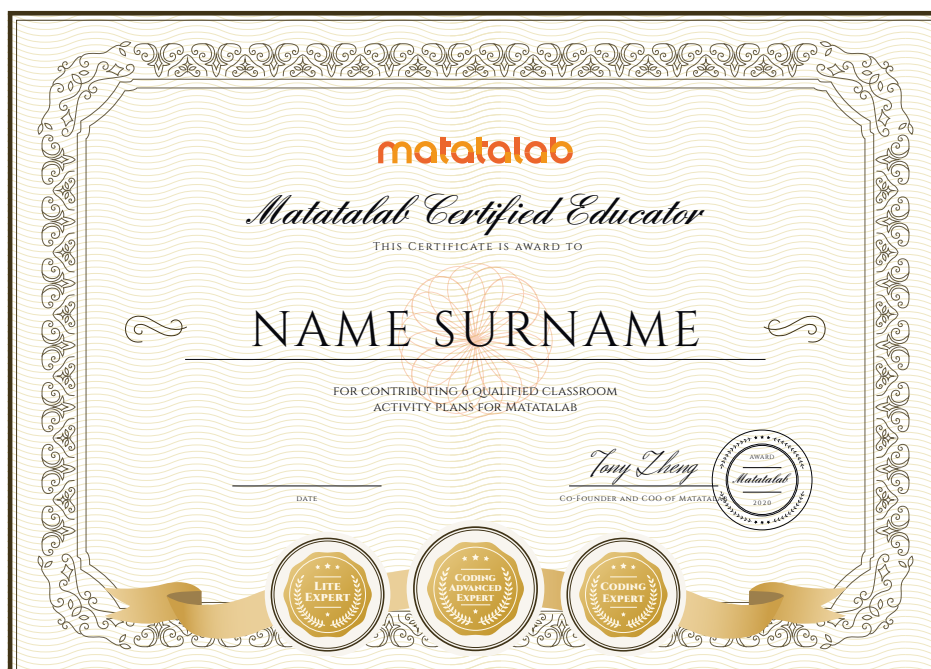 matatalab
Matatalab Certified Educator
This Certificate is award to
NAME SURNAME
for contributing 6 qualified classroom
activity plans for Matatalab
Tony Zheng
DATE
Co-Founder and COO of Matatalab
AWARD
Matatalab
2020
Lite
Expert
Coding
Advanced
Expert
Coding
Expert